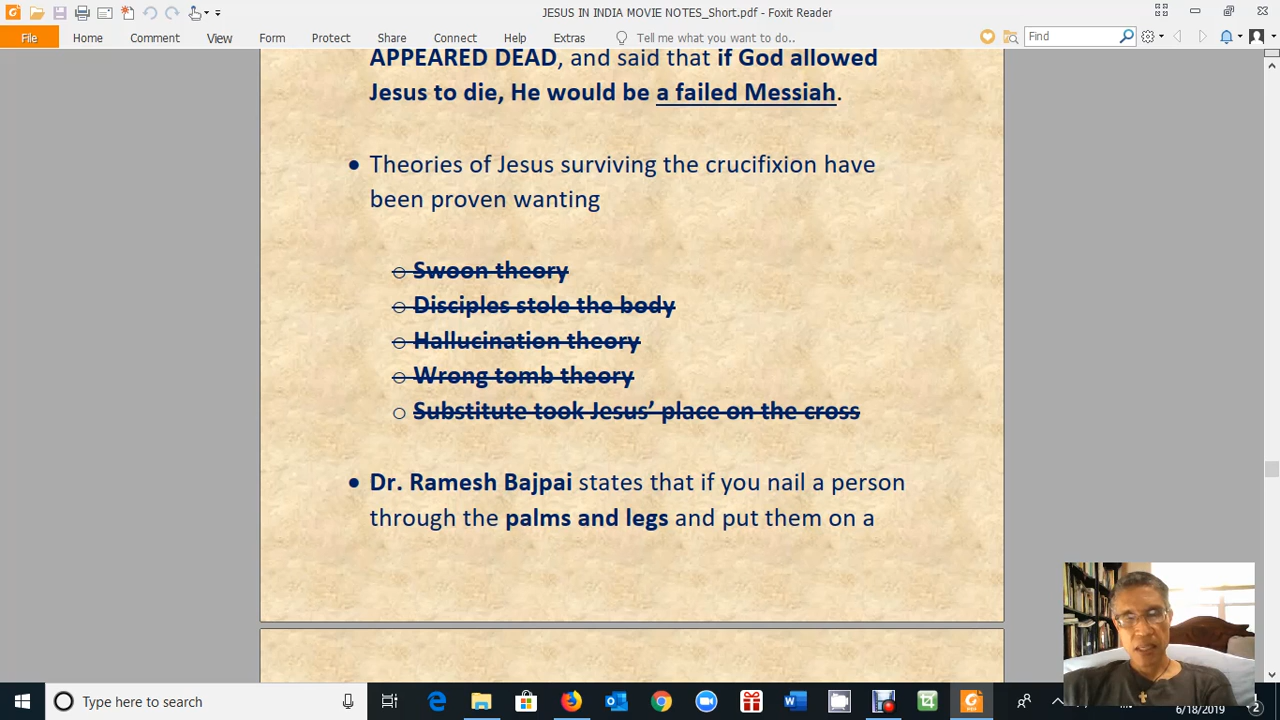 JESUS IN INDIA MOVIE NOTES_Short.pdf - Foxit Reader
File Home Comment View Form Protect Share Connect Help Extras Tell me what you want to do.. Find
APPEARED DEAD, and said that if God allowed
Jesus to die, He would be a failed Messiah.
• Theories of Jesus surviving the crucifixion have
been proven wanting
○ Swoon theory
○ Disciples stole the body
○ Hallucination theory
○ Wrong tomb theory
○ Substitute took Jesus’ place on the cross
• Dr. Ramesh Bajpai states that if you nail a person
through the palms and legs and put them on a
Type here to search
6/18/2019